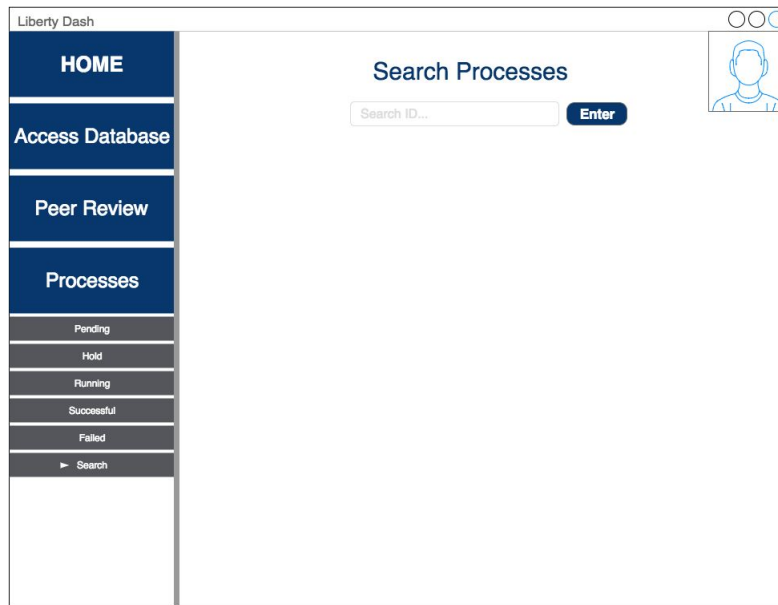 Liberty Dash
HOME
Access Database
Peer Review
Processes
Pending
Hold
Running
Successful
Failed
► Search
Search Processes
Search ID...
Enter